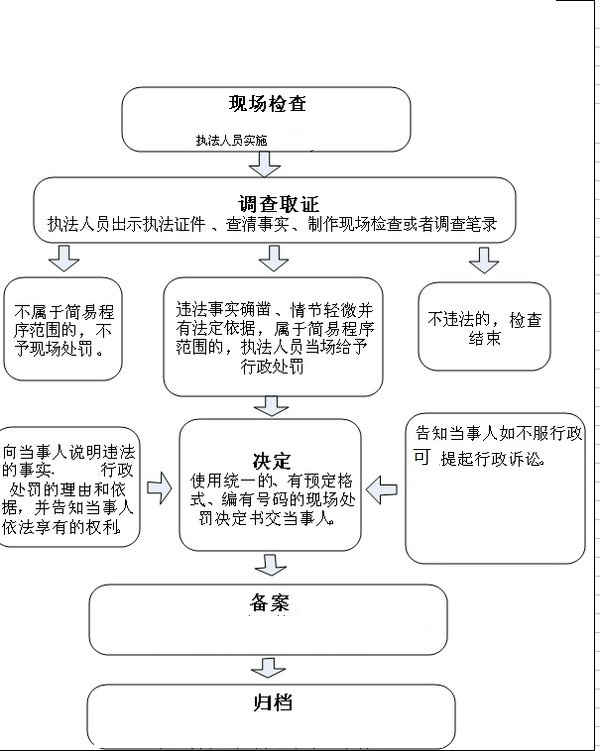 现场检查
执法人员实施
调查取证
执法人员出示执法证件、查清事实、制作现场检查或者调查笔录
不属于简易程
序范围的，不
予现场处罚。
违法事实确凿、情节轻微并
有法定依据，属于简易程序
范围的，执法人员当场给予
行政处罚
不违法的，检查
结束
向当事人说明违法
的事实. 行政
处罚的理由和依
据，并告知当事人
依法享有的权利。
决定
使用统一的、有预定格
式、编有号码的现场处
罚决定书交当事人。
告知当事人如不服行政
可 提起行政诉讼。
备案
归档